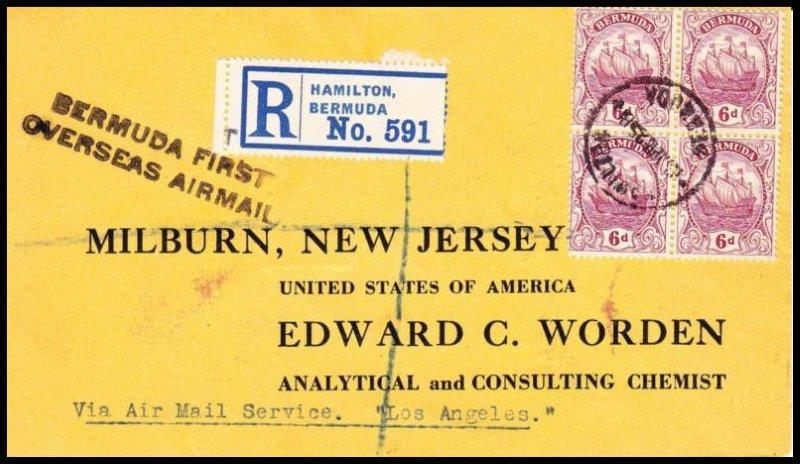 BERMUDA BERMUDA
6d 6d
BERMUDA BERMUDA
6d 6d
R HAMILTON,
BERMUDA
No. 591
BERMUDA FIRST
OVERSEAS AIRMAIL
MILBURN, NEW JERSEY
UNITED STATES OF AMERICA
EDWARD C. WORDEN
ANALYTICAL and CONSULTING CHEMIST
Via Air Mail Service. "Los Angeles."